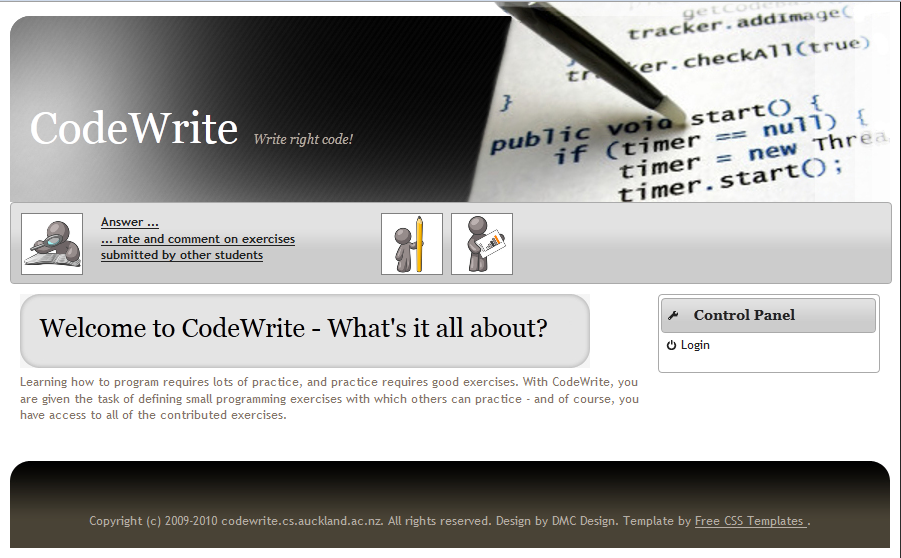 getCodeBase(
tracker.addImage(
tracker.checkAll(true)
}
public void start() {
if (timer == null) {
timer = new Threa
timer.start();
CodeWrite Write right code!
Answer ...
... rate and comment on exercises
submitted by other students
Welcome to CodeWrite - What's it all about?
Control Panel
Login
Learning how to program requires lots of practice, and practice requires good exercises. With CodeWrite, you
are given the task of defining small programming exercises with which others can practice - and of course, you
have access to all of the contributed exercises.
Copyright (c) 2009-2010 codewrite.cs.auckland.ac.nz. All rights reserved. Design by DMC Design. Template by Free CSS Templates .